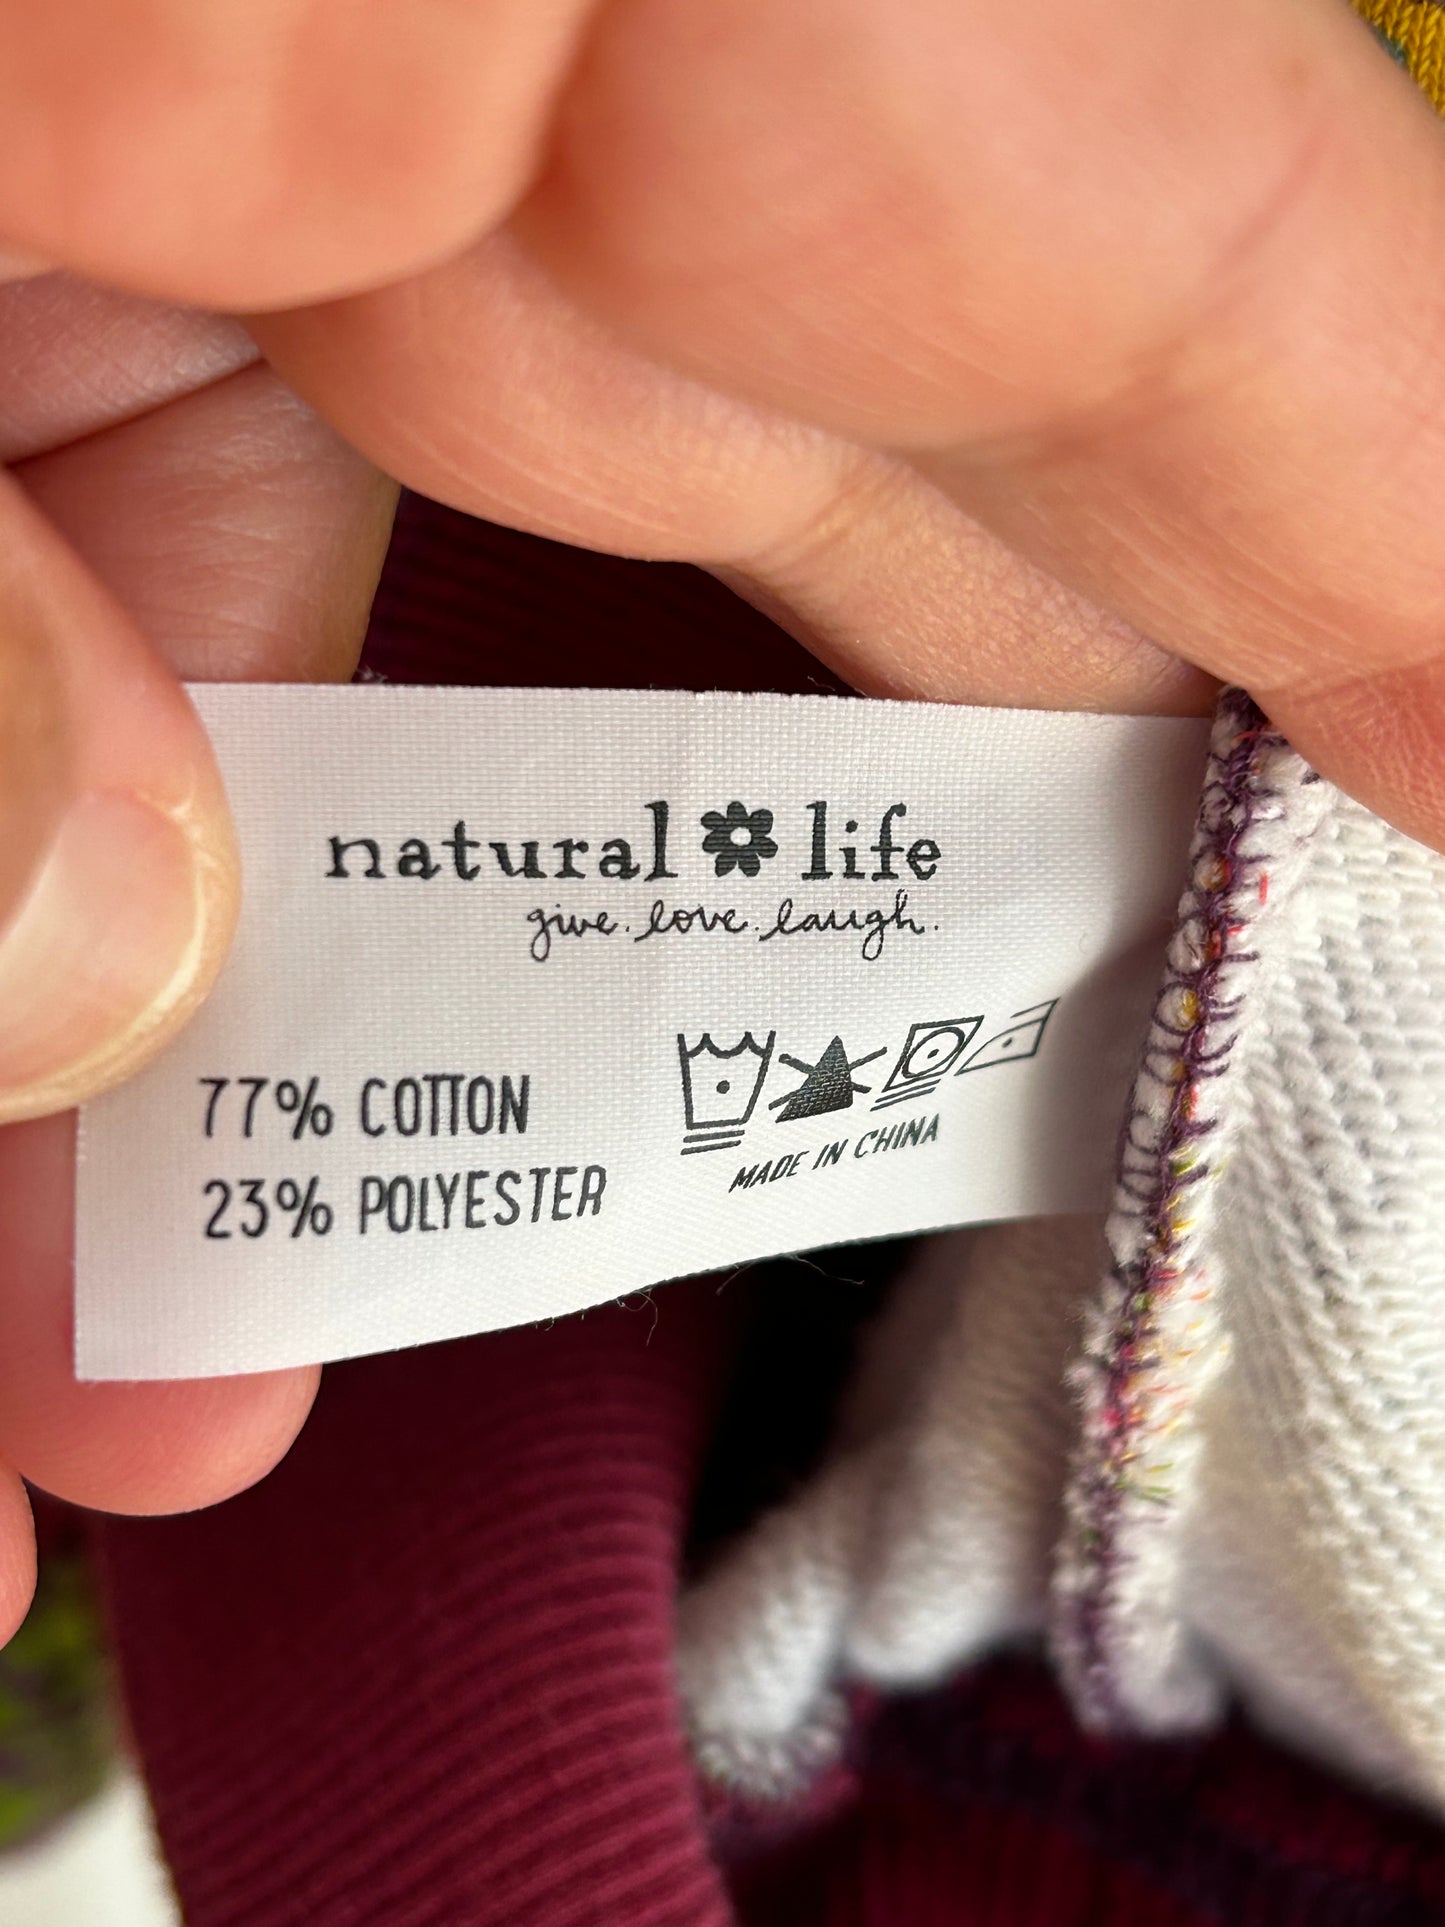 natural life
give. love. laugh.
77% COTTON
23% POLYESTER
MADE IN CHINA